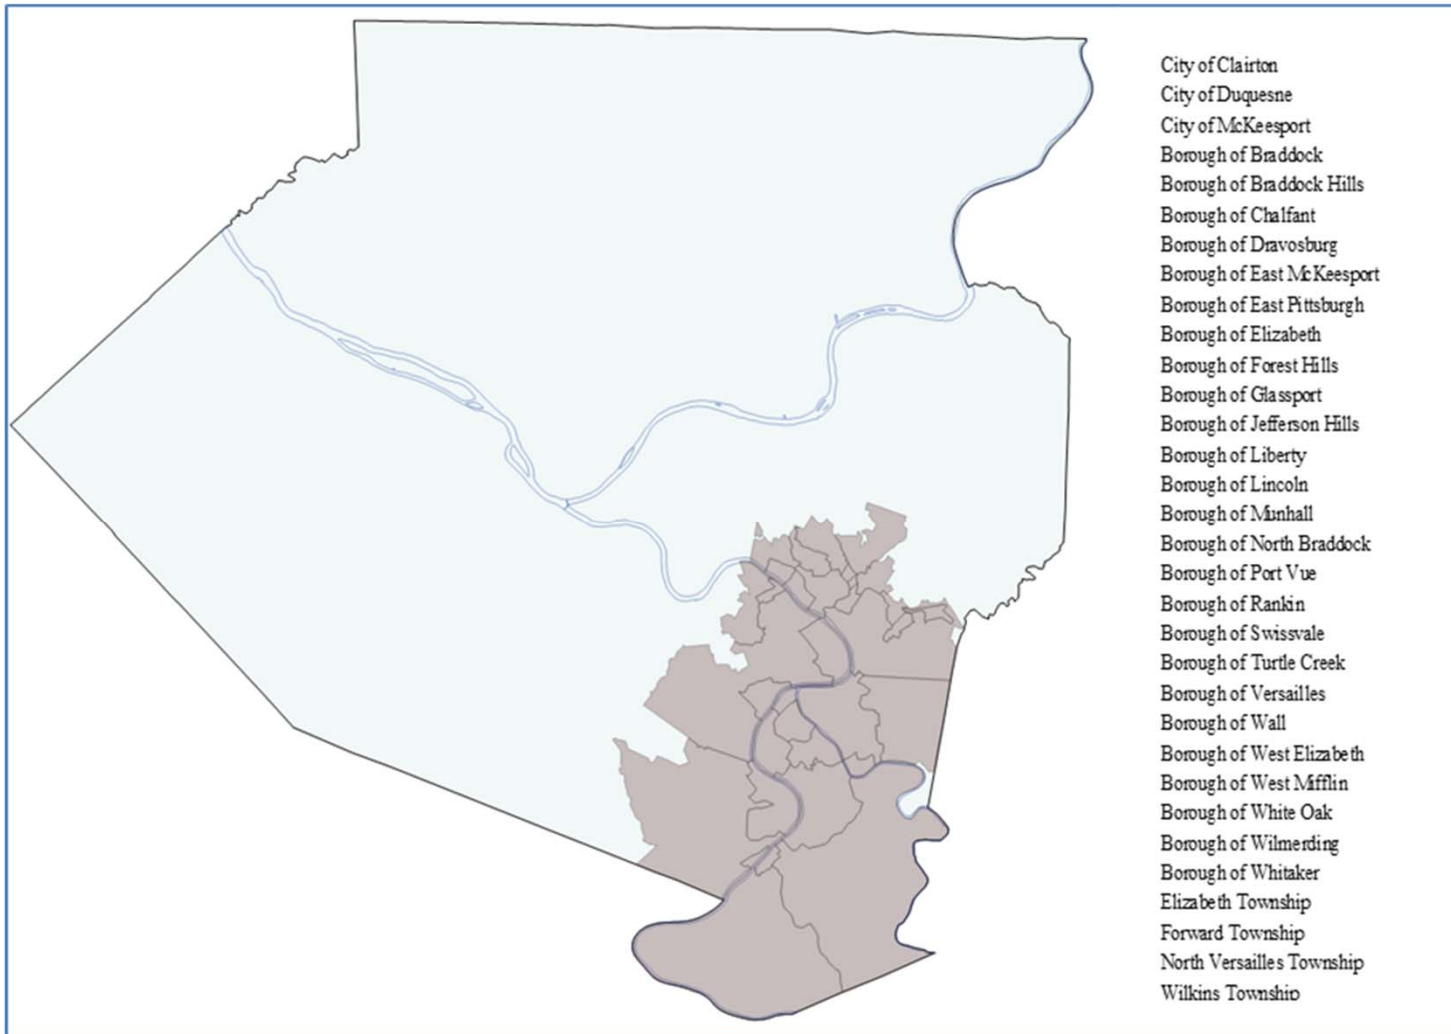 City of Clairton
City of Duquesne
City of McKeesport
Borough of Braddock
Borough of Braddock Hills
Borough of Chalfant
Borough of Dravosburg
Borough of East McKeesport
Borough of East Pittsburgh
Borough of Elizabeth
Borough of Forest Hills
Borough of Glassport
Borough of Jefferson Hills
Borough of Liberty
Borough of Lincoln
Borough of Munhall
Borough of North Braddock
Borough of Port Vue
Borough of Rankin
Borough of Swissvale
Borough of Turtle Creek
Borough of Versailles
Borough of Wall
Borough of West Elizabeth
Borough of West Mifflin
Borough of White Oak
Borough of Wilmerding
Borough of Whitaker
Elizabeth Township
Forward Township
North Versailles Township
Wilkins Township